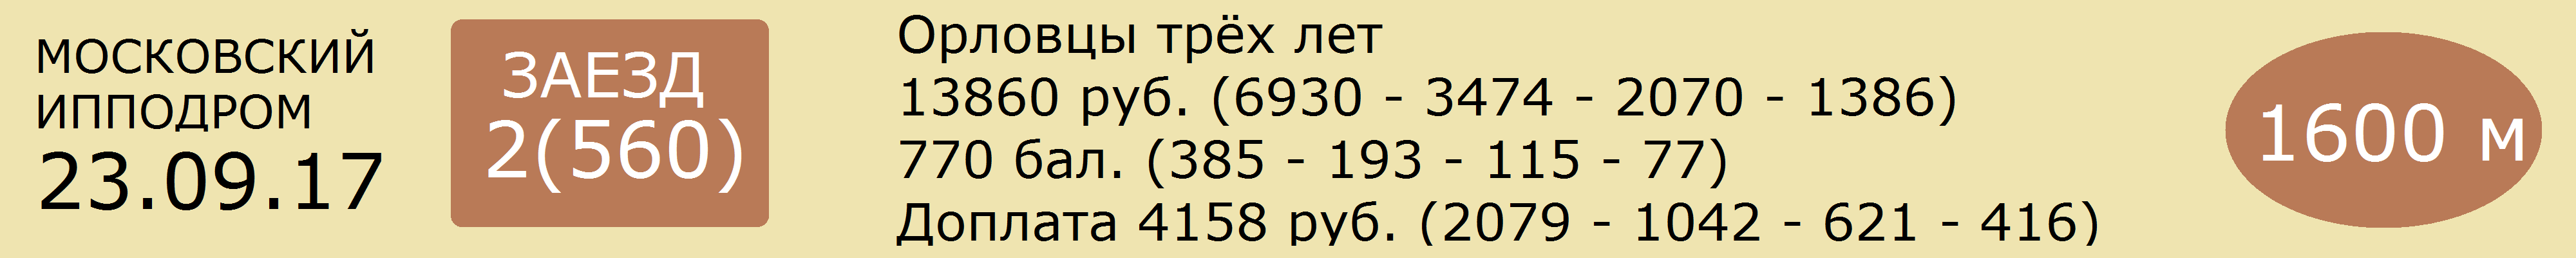 МОСКОВСКИЙ
ИППОДРОМ
23.09.17
ЗАЕЗД
2(560)
Орловцы трёх лет
13860 руб. (6930 - 3474 - 2070 - 1386)
770 бал. (385 - 193 - 115 - 77)
Доплата 4158 руб. (2079 - 1042 - 621 - 416)
1600 м